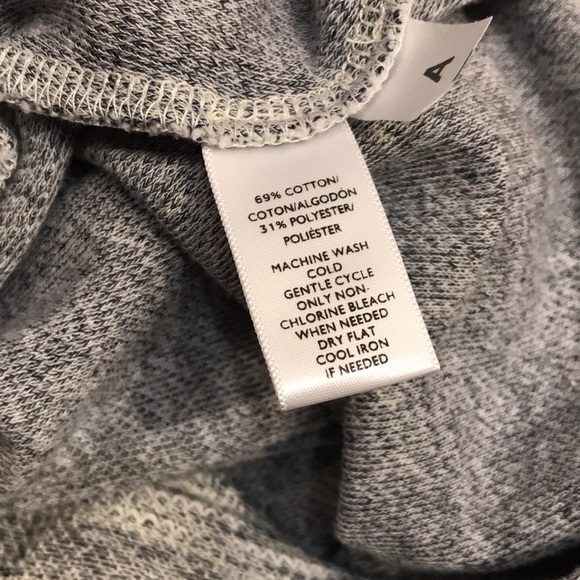 A
69% COTTON/
COTON/ALGODÓN
31% POLYESTER/
POLIÉSTER
MACHINE WASH
COLD
GENTLE CYCLE
ONLY NON-
CHLORINE BLEACH
WHEN NEEDED
DRY FLAT
COOL IRON
IF NEEDED